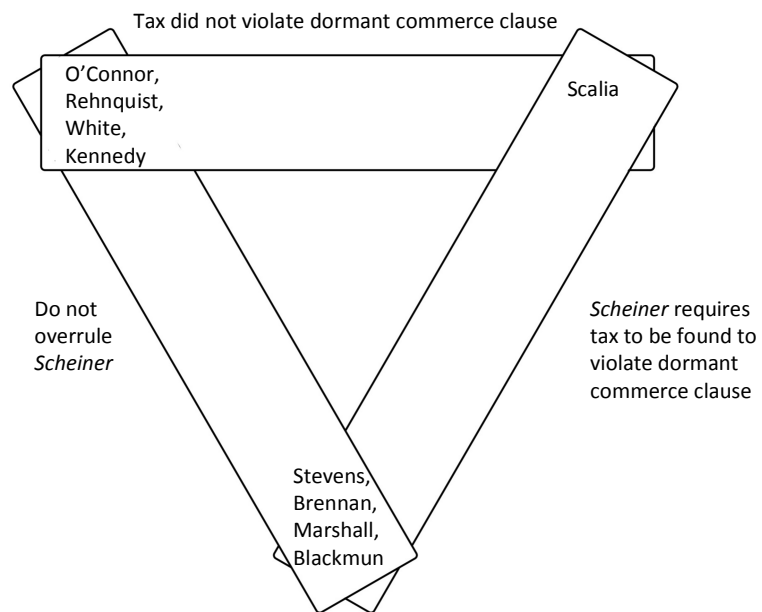 Tax did not violate dormant commerce clause
O’Connor,
Rehnquist,
White,
Kennedy
Scalia
Do not
overrule
Scheiner
Scheiner requires
tax to be found to
violate dormant
commerce clause
Stevens,
Brennan,
Marshall,
Blackmun